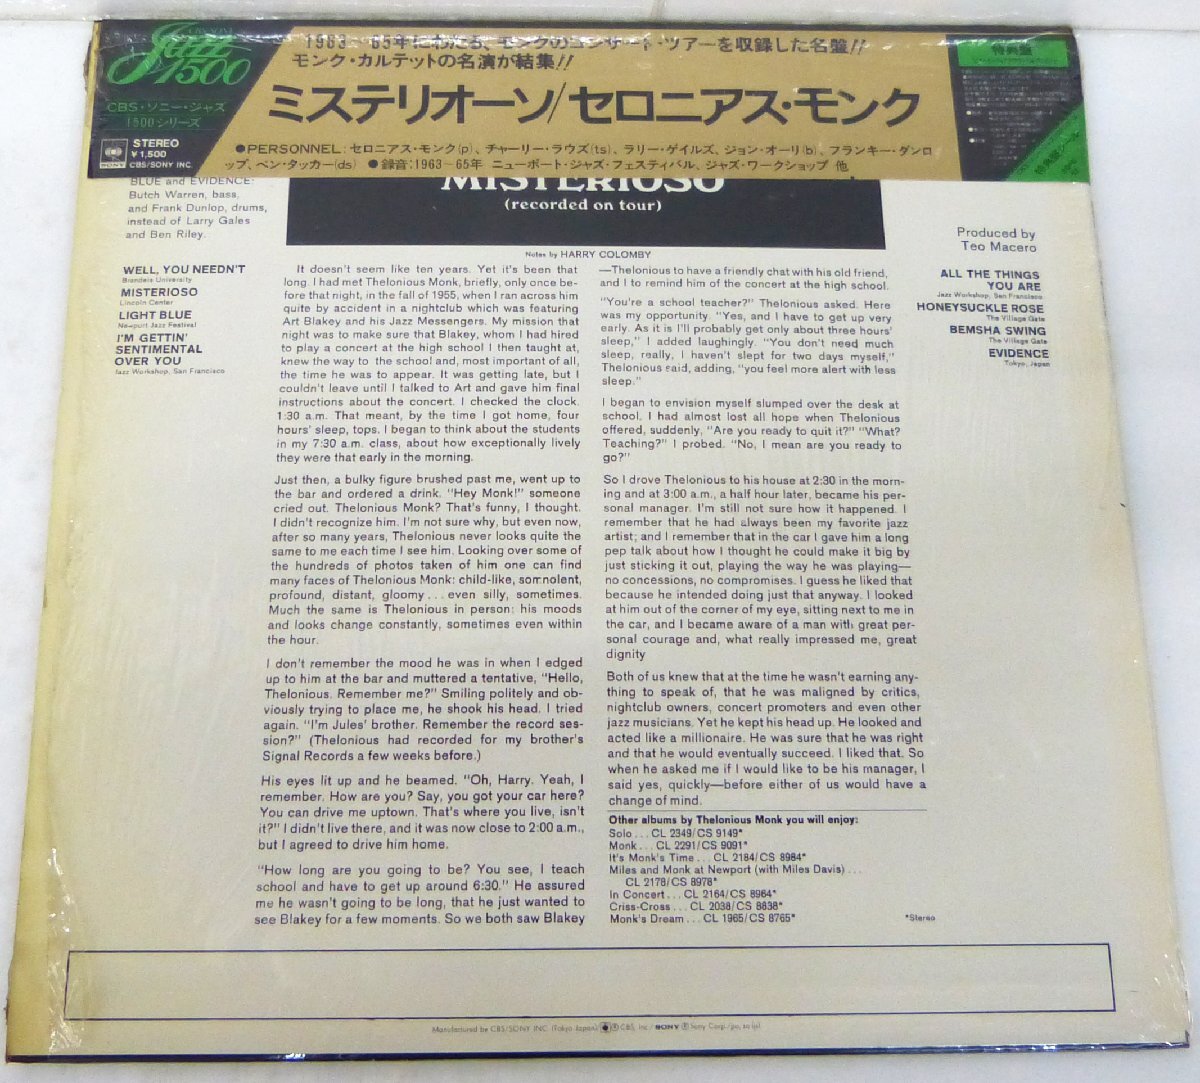 Jazz
1500
CBS・ソニー・ジャズ
1500シリーズ
STEREO
¥1,500
SONY CBS/SONY INC.
1963–65年にわたる、モンクのコンサート・ツアーを収録した名盤!!
モンク・カルテットの名演が結集!!
ミステリオーソ/セロニアス・モンク
●PERSONNEL:セロニアス・モンク(p)、チャーリー・ラウズ(ts)、ラリー・ゲイルズ、ジョン・オーリ(b)、フランキー・ダンロ
ップ、ベン・タッカー(ds) ●録音:1963–65年 ニューポート・ジャズ・フェスティバル、ジャズ・ワークショップ 他
特典盤
BLUE and EVIDENCE:
Butch Warren, bass,
and Frank Dunlop, drums,
instead of Larry Gales
and Ben Riley.
WELL, YOU NEEDN'T
Brandeis University
MISTERIOSO
Lincoln Center
LIGHT BLUE
Newport Jazz Festival
I'M GETTIN'
SENTIMENTAL
OVER YOU
Jazz Workshop, San Francisco
MISTERIOSO
(recorded on tour)
Notes by HARRY COLOMBY
It doesn't seem like ten years. Yet it's been that
long. I had met Thelonious Monk, briefly, only once be-
fore that night, in the fall of 1955, when I ran across him
quite by accident in a nightclub which was featuring
Art Blakey and his Jazz Messengers. My mission that
night was to make sure that Blakey, whom I had hired
to play a concert at the high school I then taught at,
knew the way to the school and, most important of all,
the time he was to appear. It was getting late, but I
couldn't leave until I talked to Art and gave him final
instructions about the concert. I checked the clock.
1:30 a.m. That meant, by the time I got home, four
hours' sleep, tops. I began to think about the students
in my 7:30 a.m. class, about how exceptionally lively
they were that early in the morning.
Just then, a bulky figure brushed past me, went up to
the bar and ordered a drink. "Hey Monk!" someone
cried out. Thelonious Monk? That's funny, I thought.
I didn't recognize him. I'm not sure why, but even now,
after so many years, Thelonious never looks quite the
same to me each time I see him. Looking over some of
the hundreds of photos taken of him one can find
many faces of Thelonious Monk: child-like, somnolent,
profound, distant, gloomy...even silly, sometimes.
Much the same is Thelonious in person: his moods
and looks change constantly, sometimes even within
the hour.
I don't remember the mood he was in when I edged
up to him at the bar and muttered a tentative, "Hello,
Thelonious. Remember me?" Smiling politely and ob-
viously trying to place me, he shook his head. I tried
again. "I'm Jules' brother. Remember the record ses-
sion?" (Thelonious had recorded for my brother's
Signal Records a few weeks before.)
His eyes lit up and he beamed. "Oh, Harry. Yeah, I
remember. How are you? Say, you got your car here?
You can drive me uptown. That's where you live, isn't
it?" I didn't live there, and it was now close to 2:00 a.m.,
but I agreed to drive him home.
"How long are you going to be? You see, I teach
school and have to get up around 6:30." He assured
me he wasn't going to be long, that he just wanted to
see Blakey for a few moments. So we both saw Blakey
—Thelonious to have a friendly chat with his old friend,
and I to remind him of the concert at the high school.
"You're a school teacher?" Thelonious asked. Here
was my opportunity. "Yes, and I have to get up very
early. As it is I'll probably get only about three hours'
sleep," I added laughingly. "You don't need much
sleep, really, I haven't slept for two days myself,"
Thelonious said, adding, "you feel more alert with less
sleep."
I began to envision myself slumped over the desk at
school. I had almost lost all hope when Thelonious
offered, suddenly, "Are you ready to quit it?" "What?
Teaching?" I probed. "No, I mean are you ready to
go?"
So I drove Thelonious to his house at 2:30 in the morn-
ing and at 3:00 a.m., a half hour later, became his per-
sonal manager. I'm still not sure how it happened. I
remember that he had always been my favorite jazz
artist; and I remember that in the car I gave him a long
pep talk about how I thought he could make it big by
just sticking it out, playing the way he was playing—
no concessions, no compromises. I guess he liked that
because he intended doing just that anyway. I looked
at him out of the corner of my eye, sitting next to me in
the car, and I became aware of a man with great per-
sonal courage and, what really impressed me, great
dignity
Both of us knew that at the time he wasn't earning any-
thing to speak of, that he was maligned by critics,
nightclub owners, concert promoters and even other
jazz musicians. Yet he kept his head up. He looked and
acted like a millionaire. He was sure that he was right
and that he would eventually succeed. I liked that. So
when he asked me if I would like to be his manager, I
said yes, quickly—before either of us would have a
change of mind.
Other albums by Thelonious Monk you will enjoy:
Solo...CL 2349/CS 9149*
Monk...CL 2291/CS 9091*
It's Monk's Time...CL 2184/CS 8984*
Miles and Monk at Newport (with Miles Davis)...
CL 2178/CS 8978*
In Concert...CL 2164/CS 8964*
Criss-Cross...CL 2038/CS 8838*
Monk's Dream...CL 1965/CS 8765*
*Stereo
Produced by
Teo Macero
ALL THE THINGS
YOU ARE
Jazz Workshop, San Francisco
HONEYSUCKLE ROSE
The Village Gate
BEMSHA SWING
The Village Gate
EVIDENCE
Tokyo, Japan
Manufactured by CBS/SONY INC. (Tokyo Japan)/ ® CBS, Inc./ SONY ® Sony Corp.